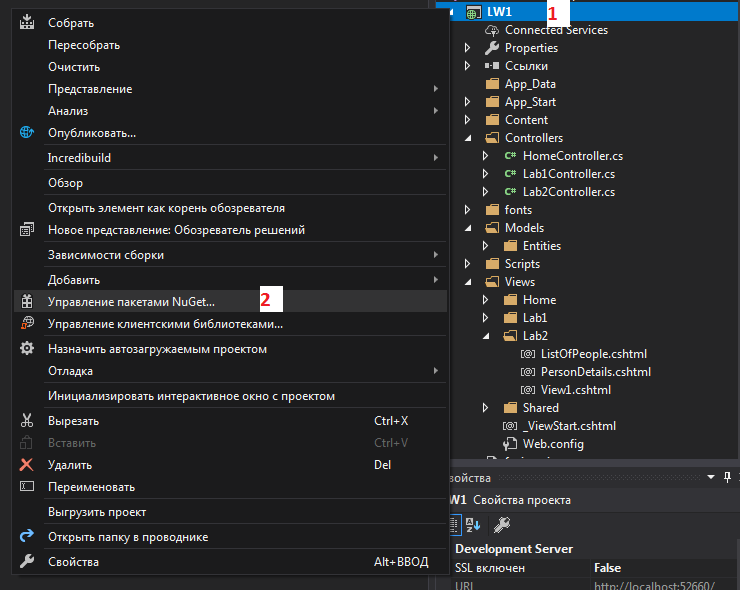 Собрать
Пересобрать
Очистить
Представление
Анализ
Опубликовать...
Incredibuild
Обзор
Открыть элемент как корень обозревателя
Новое представление: Обозреватель решений
Зависимости сборки
Добавить
Управление пакетами NuGet...
2
Управление клиентскими библиотеками...
Назначить автозагружаемым проектом
Отладка
Инициализировать интерактивное окно с проектом
Вырезать Ctrl+X
Вставить Ctrl+V
Удалить Del
Переименовать
Выгрузить проект
Открыть папку в проводнике
Свойства Alt+ВВОД
LW1 1
Connected Services
Properties
Ссылки
App_Data
App_Start
Content
Controllers
C# HomeController.cs
C# Lab1Controller.cs
C# Lab2Controller.cs
fonts
Models
Entities
Scripts
Views
Home
Lab1
Lab2
[@] ListOfPeople.cshtml
[@] PersonDetails.cshtml
[@] View1.cshtml
Shared
[@] _ViewStart.cshtml
Web.config
войства
W1 Свойства проекта
Development Server
SSL включен False
URL http://localhost:52660/